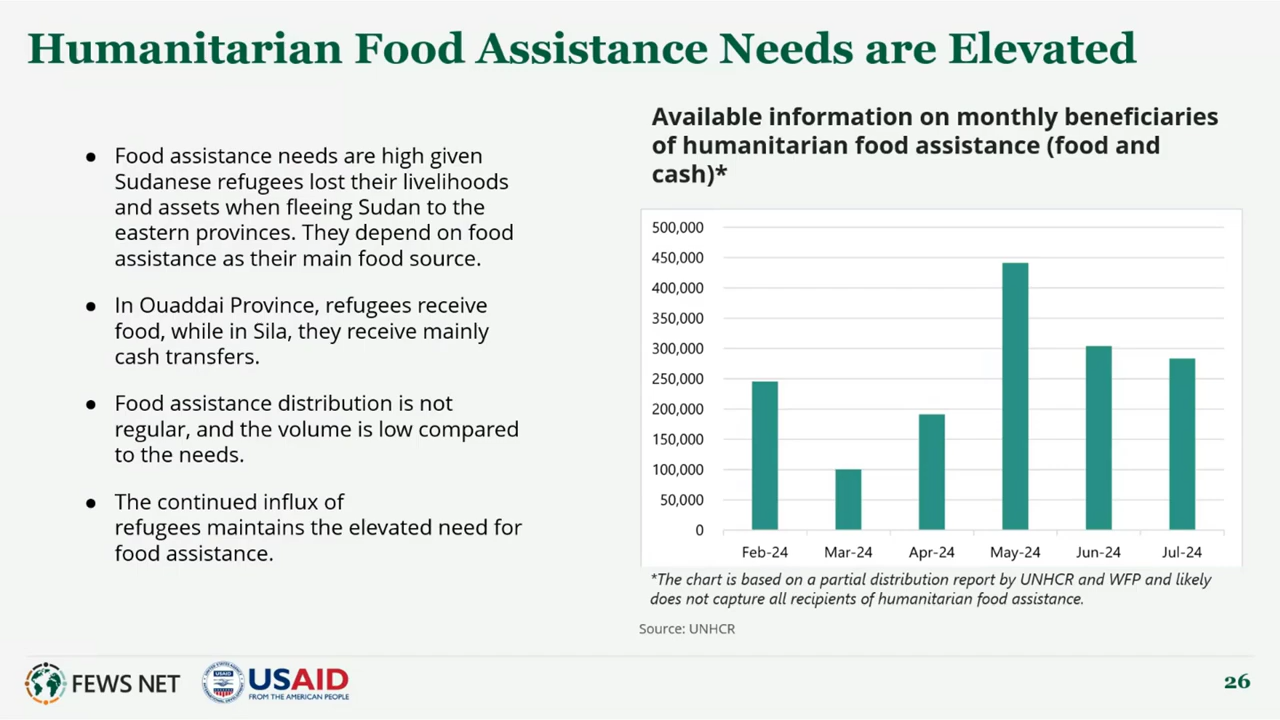 Humanitarian Food Assistance Needs are Elevated
● Food assistance needs are high given
Sudanese refugees lost their livelihoods
and assets when fleeing Sudan to the
eastern provinces. They depend on food
assistance as their main food source.
● In Ouaddai Province, refugees receive
food, while in Sila, they receive mainly
cash transfers.
● Food assistance distribution is not
regular, and the volume is low compared
to the needs.
● The continued influx of
refugees maintains the elevated need for
food assistance.
Available information on monthly beneficiaries
of humanitarian food assistance (food and
cash)*
500,000
450,000
400,000
350,000
300,000
250,000
200,000
150,000
100,000
50,000
0
Feb-24 Mar-24 Apr-24 May-24 Jun-24 Jul-24
*The chart is based on a partial distribution report by UNHCR and WFP and likely
does not capture all recipients of humanitarian food assistance.
Source: UNHCR
FEWS NET
USAID
USAID
FROM THE AMERICAN PEOPLE
26